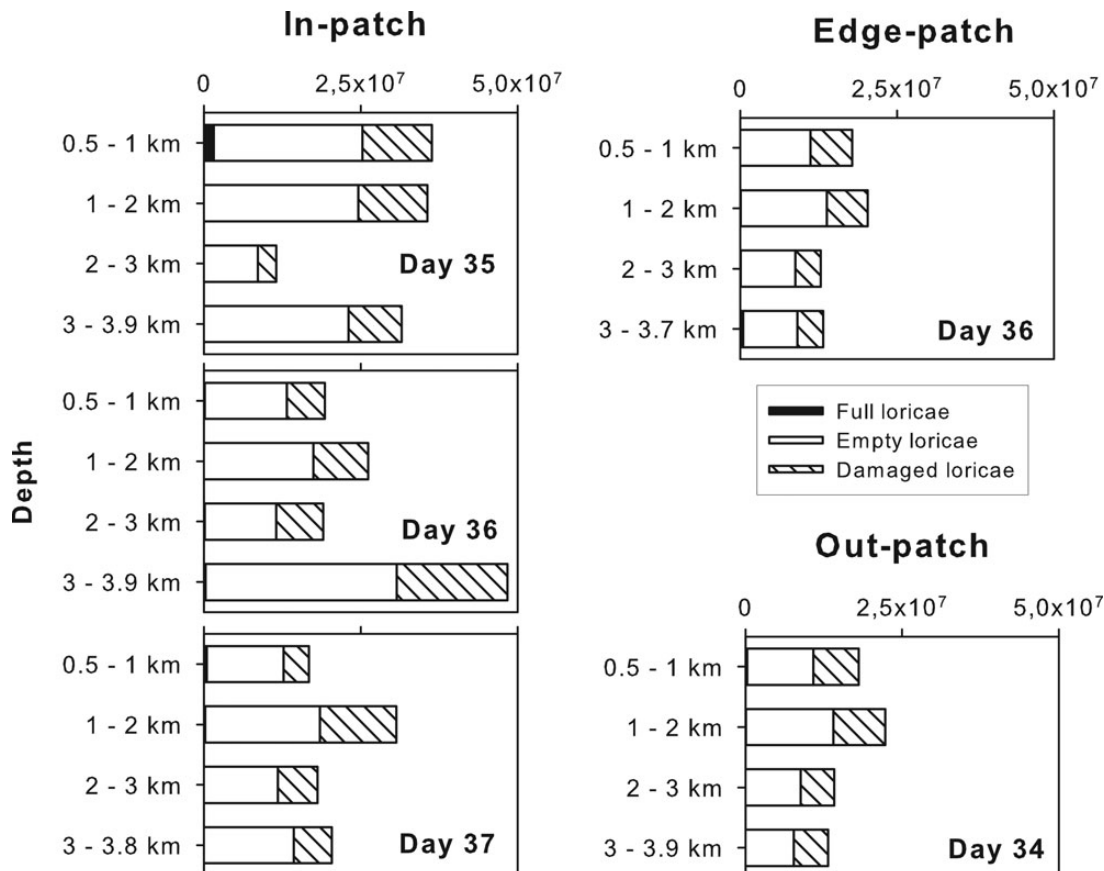 In-patch
0 2,5x10⁷ 5,0x10⁷
0.5 - 1 km
1 - 2 km
2 - 3 km
3 - 3.9 km
Day 35
0.5 - 1 km
1 - 2 km
2 - 3 km
3 - 3.9 km
Day 36
0.5 - 1 km
1 - 2 km
2 - 3 km
3 - 3.8 km
Day 37
Depth
Edge-patch
0 2,5x10⁷ 5,0x10⁷
0.5 - 1 km
1 - 2 km
2 - 3 km
3 - 3.7 km
Day 36
Full loricae
Empty loricae
Damaged loricae
Out-patch
0 2,5x10⁷ 5,0x10⁷
0.5 - 1 km
1 - 2 km
2 - 3 km
3 - 3.9 km
Day 34